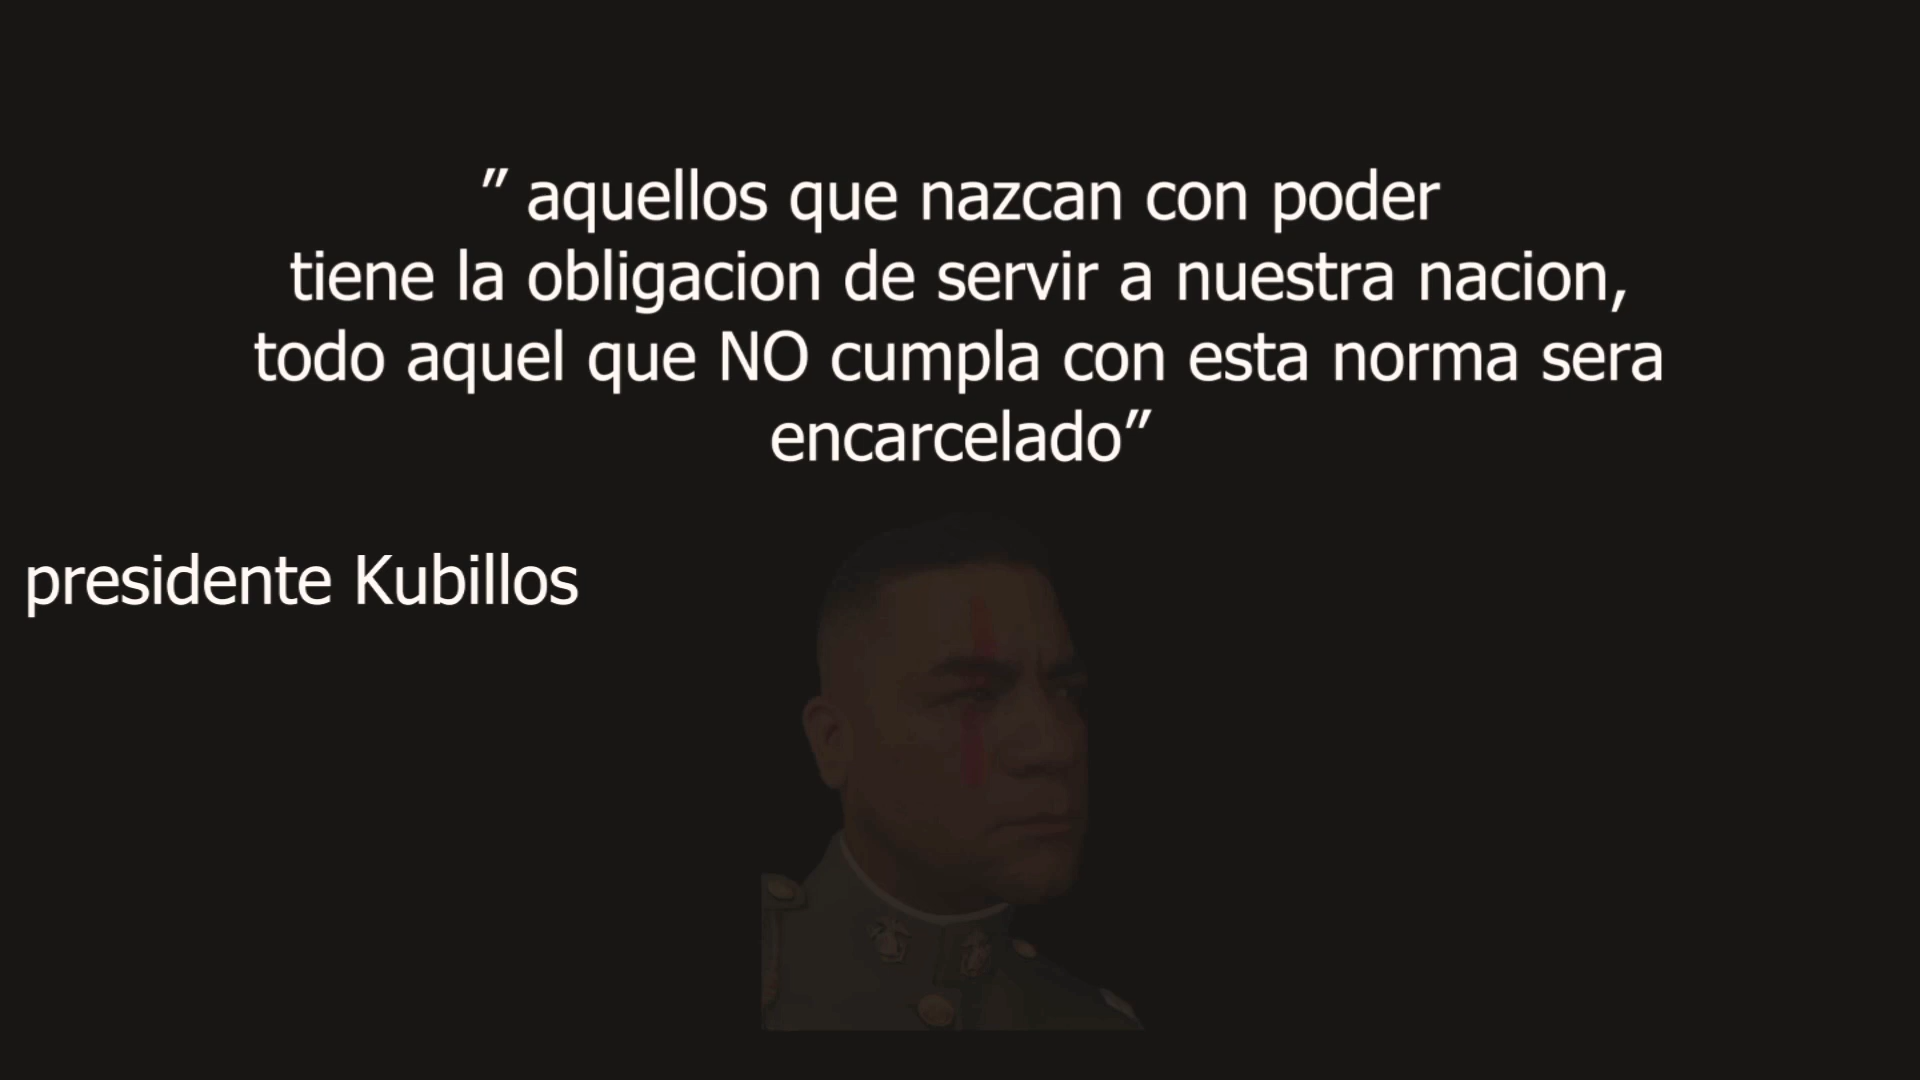 ” aquellos que nazcan con poder
tiene la obligacion de servir a nuestra nacion,
todo aquel que NO cumpla con esta norma sera
encarcelado”
presidente Kubillos